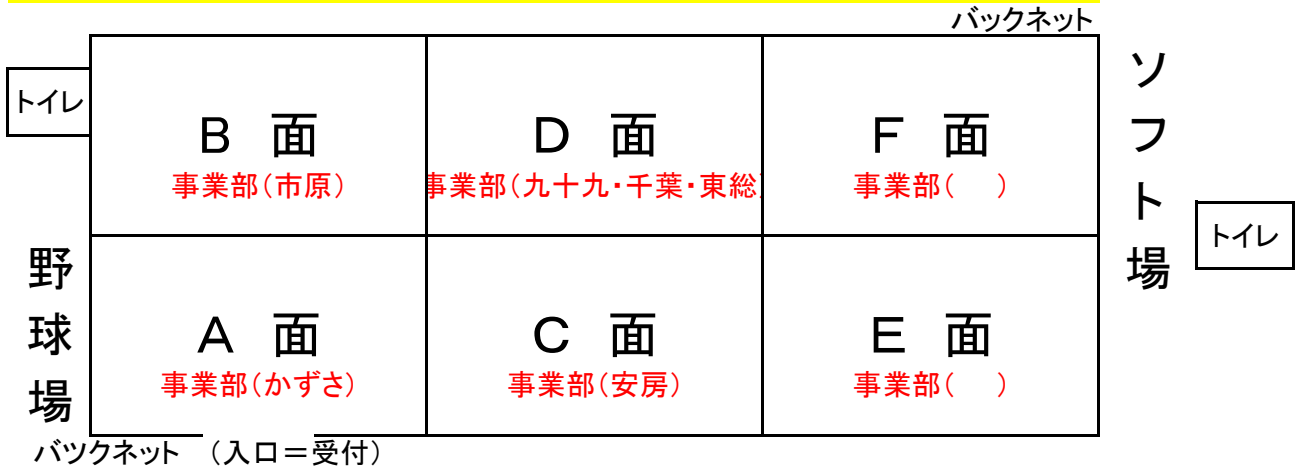 バックネット
トイレ
B 面
事業部(市原)
D 面
事業部(九十九・千葉・東総)
F 面
事業部(　)
ソフト場
トイレ
野球場
A 面
事業部(かずさ)
C 面
事業部(安房)
E 面
事業部(　)
バツクネット　(入口=受付)